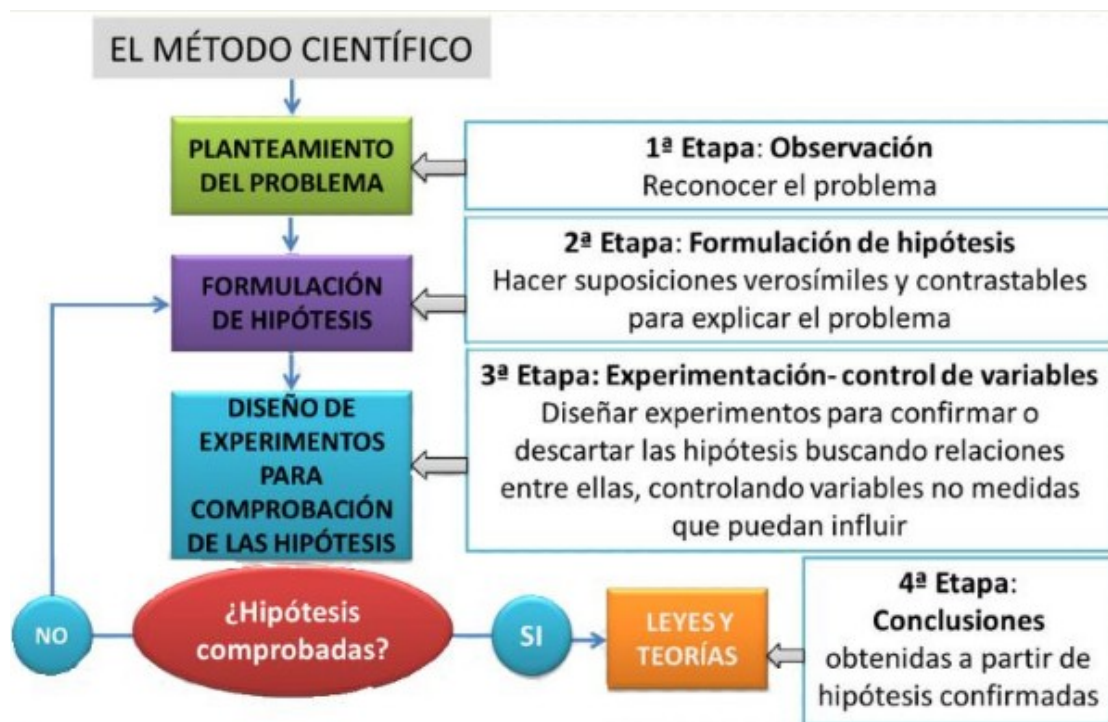 EL MÉTODO CIENTÍFICO
PLANTEAMIENTO
DEL PROBLEMA
1ª Etapa: Observación
Reconocer el problema
FORMULACIÓN
DE HIPÓTESIS
2ª Etapa: Formulación de hipótesis
Hacer suposiciones verosímiles y contrastables
para explicar el problema
DISEÑO DE
EXPERIMENTOS
PARA
COMPROBACIÓN
DE LAS HIPÓTESIS
3ª Etapa: Experimentación- control de variables
Diseñar experimentos para confirmar o
descartar las hipótesis buscando relaciones
entre ellas, controlando variables no medidas
que puedan influir
NO
¿Hipótesis
comprobadas?
SI
LEYES Y
TEORÍAS
4ª Etapa:
Conclusiones
obtenidas a partir de
hipótesis confirmadas